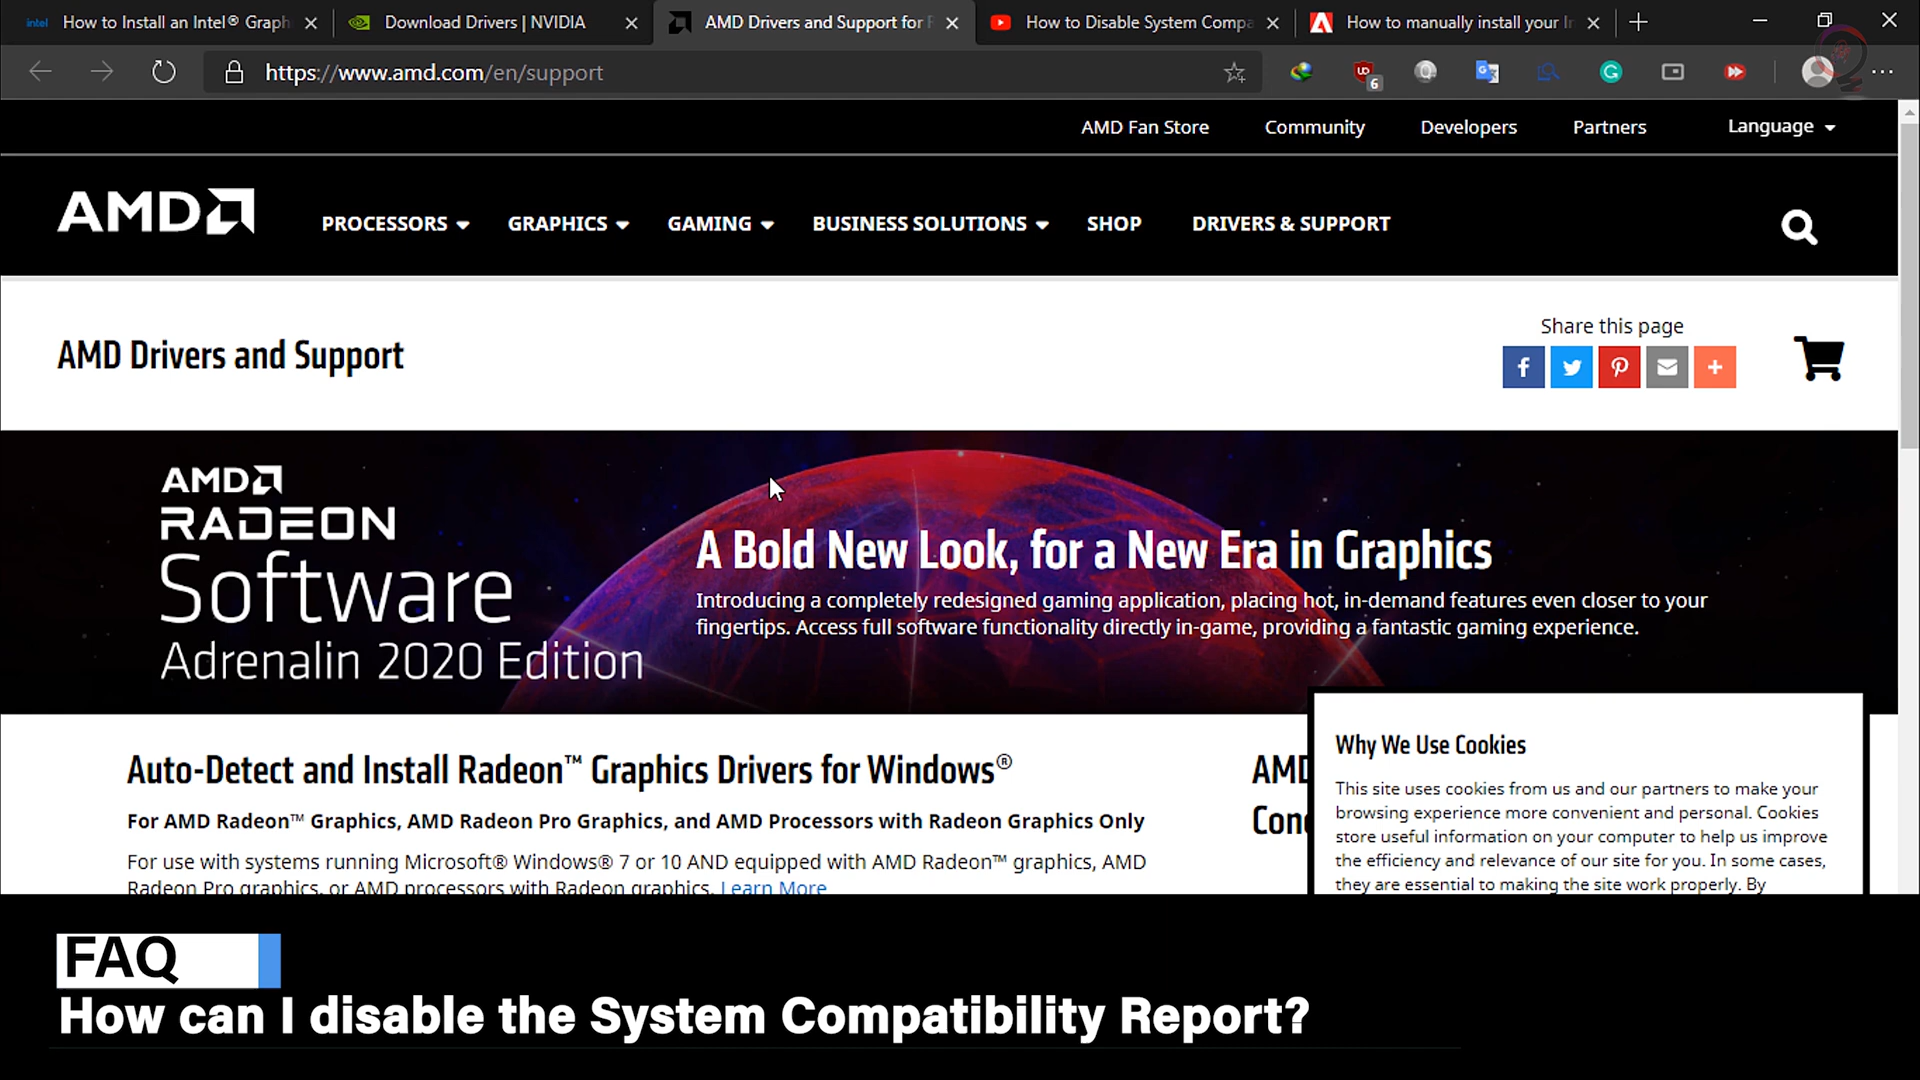 intel How to Install an Intel® Graph
Download Drivers | NVIDIA
AMD Drivers and Support for
How to Disable System Compa
How to manually install your
https://www.amd.com/en/support
6
AMD Fan Store
Community
Developers
Partners
Language
AMD
PROCESSORS
GRAPHICS
GAMING
BUSINESS SOLUTIONS
SHOP
DRIVERS & SUPPORT
AMD Drivers and Support
Share this page
AMD
RADEON
Software
Adrenalin 2020 Edition
A Bold New Look, for a New Era in Graphics
Introducing a completely redesigned gaming application, placing hot, in-demand features even closer to your
fingertips. Access full software functionality directly in-game, providing a fantastic gaming experience.
Auto-Detect and Install Radeon™ Graphics Drivers for Windows®
For AMD Radeon™ Graphics, AMD Radeon Pro Graphics, and AMD Processors with Radeon Graphics Only
For use with systems running Microsoft® Windows® 7 or 10 AND equipped with AMD Radeon™ graphics, AMD
Radeon Pro graphics, or AMD processors with Radeon graphics. Learn More
AMD
Con
Why We Use Cookies
This site uses cookies from us and our partners to make your
browsing experience more convenient and personal. Cookies
store useful information on your computer to help us improve
the efficiency and relevance of our site for you. In some cases,
they are essential to making the site work properly. By
FAQ
How can I disable the System Compatibility Report?